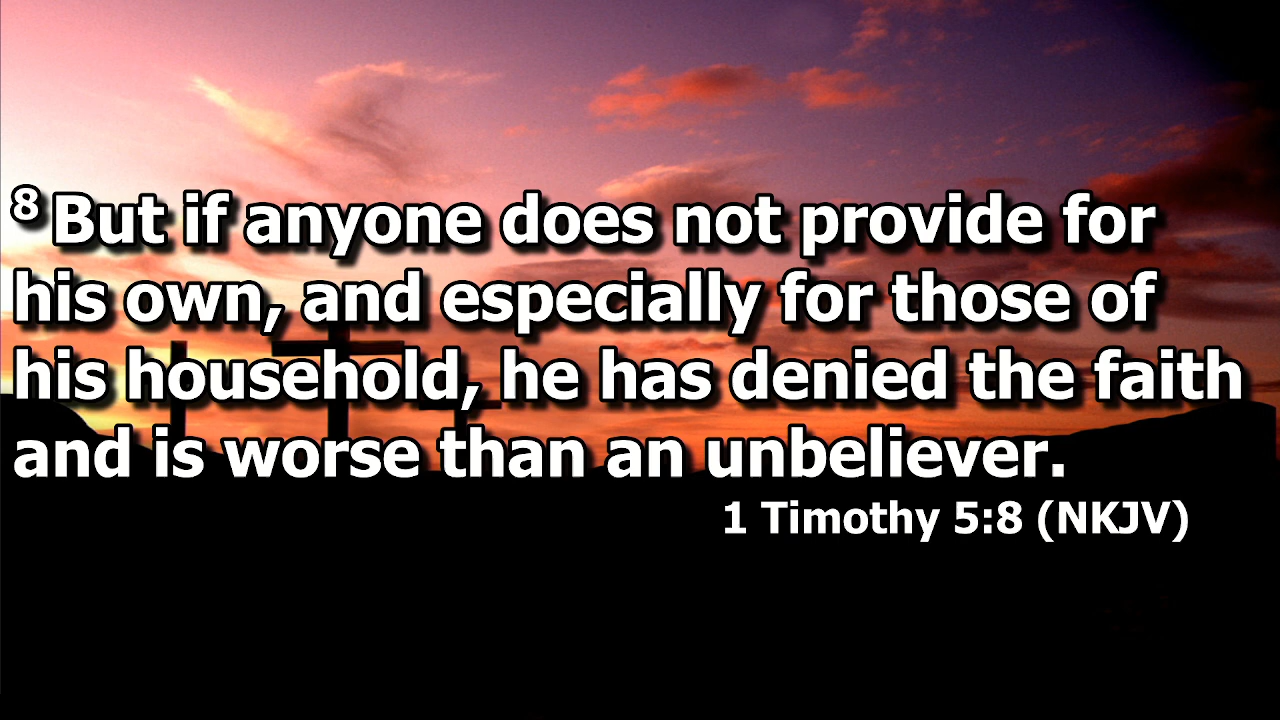 8 But if anyone does not provide for
his own, and especially for those of
his household, he has denied the faith
and is worse than an unbeliever.
1 Timothy 5:8 (NKJV)